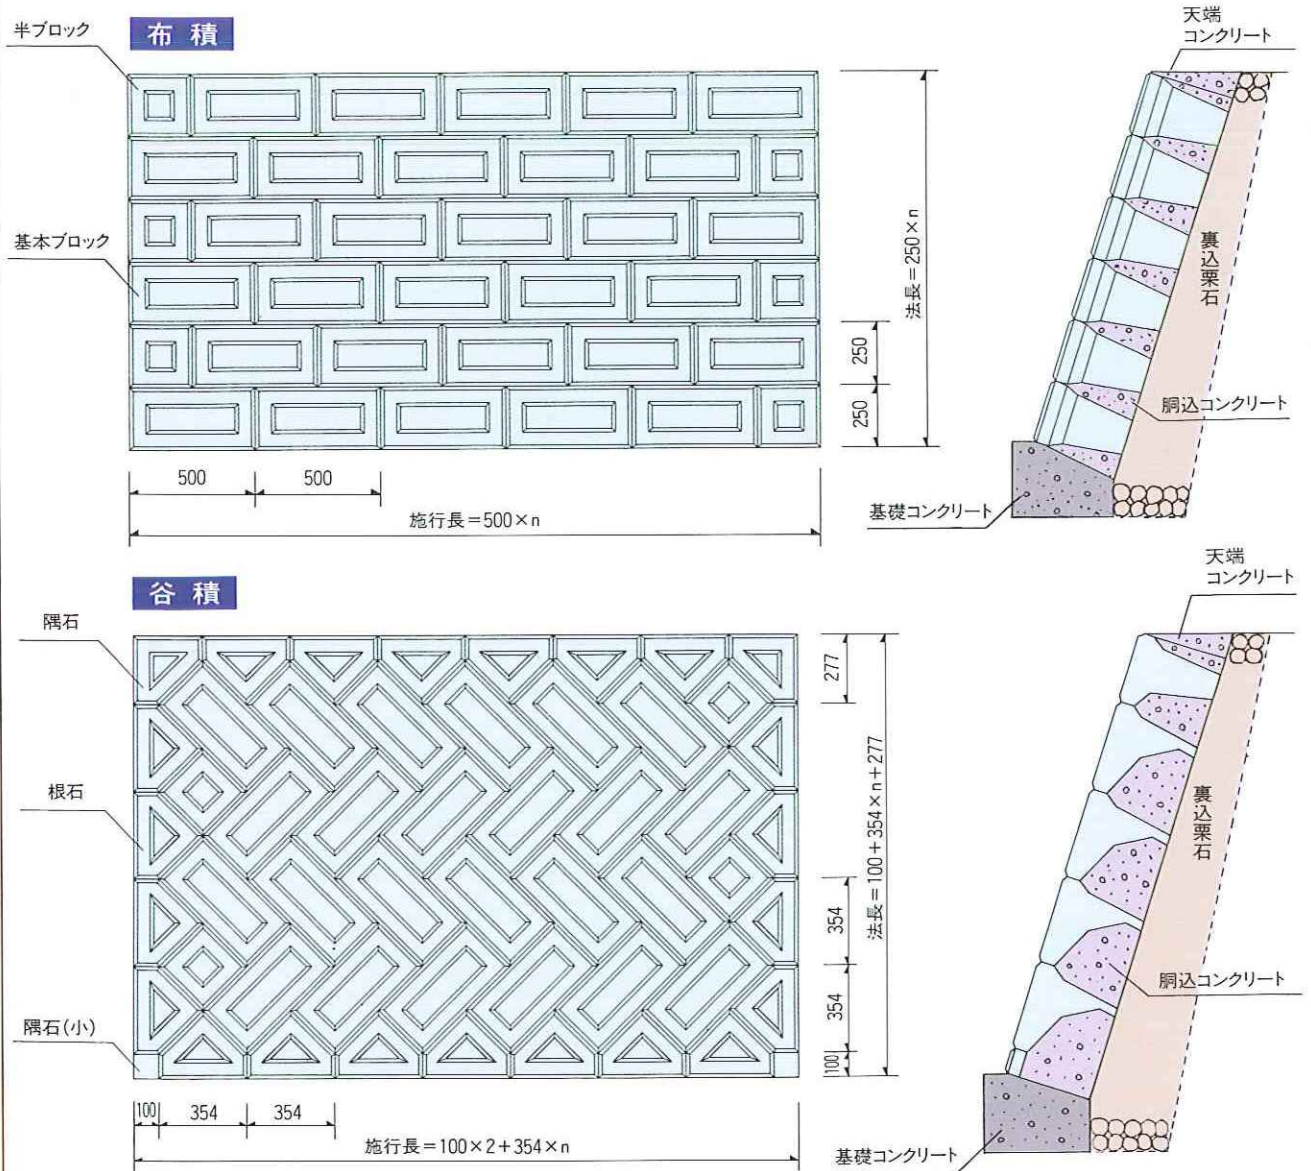 半ブロック
布積
基本ブロック
500
500
施行長＝500×n
250
250
法長＝250×n
天端
コンクリート
裏込栗石
胴込コンクリート
基礎コンクリート
谷積
隅石
根石
隅石(小)
100
354
354
施行長＝100×2＋354×n
277
354
354
100
法長＝100＋354×n＋277
天端
コンクリート
裏込栗石
胴込コンクリート
基礎コンクリート